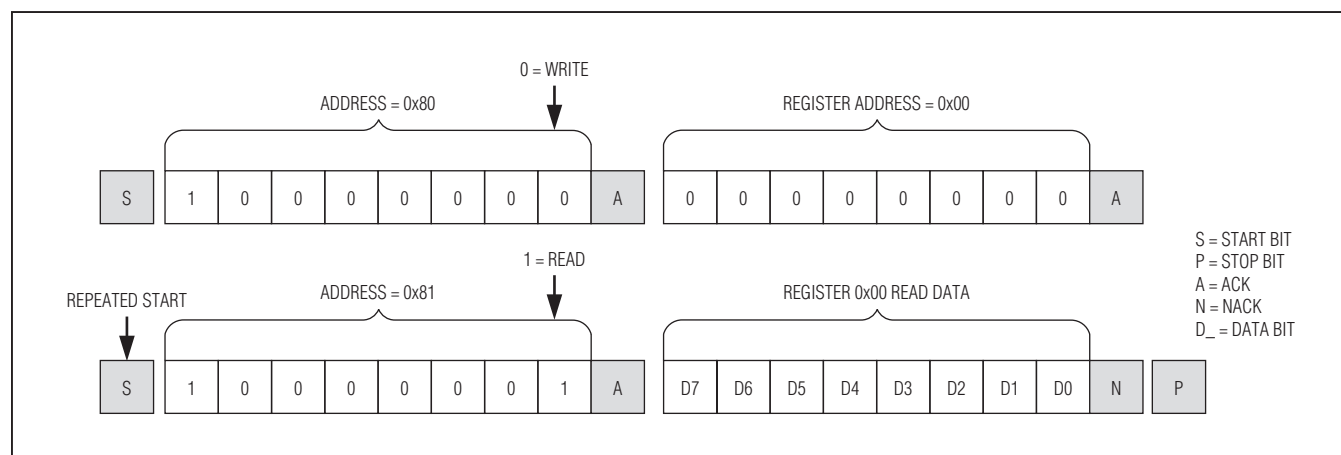 0 = WRITE
ADDRESS = 0x80 REGISTER ADDRESS = 0x00
S 1 0 0 0 0 0 0 0 A 0 0 0 0 0 0 0 0 A
S = START BIT
P = STOP BIT
A = ACK
N = NACK
D_ = DATA BIT
1 = READ
REPEATED START ADDRESS = 0x81 REGISTER 0x00 READ DATA
S 1 0 0 0 0 0 0 1 A D7 D6 D5 D4 D3 D2 D1 D0 N P